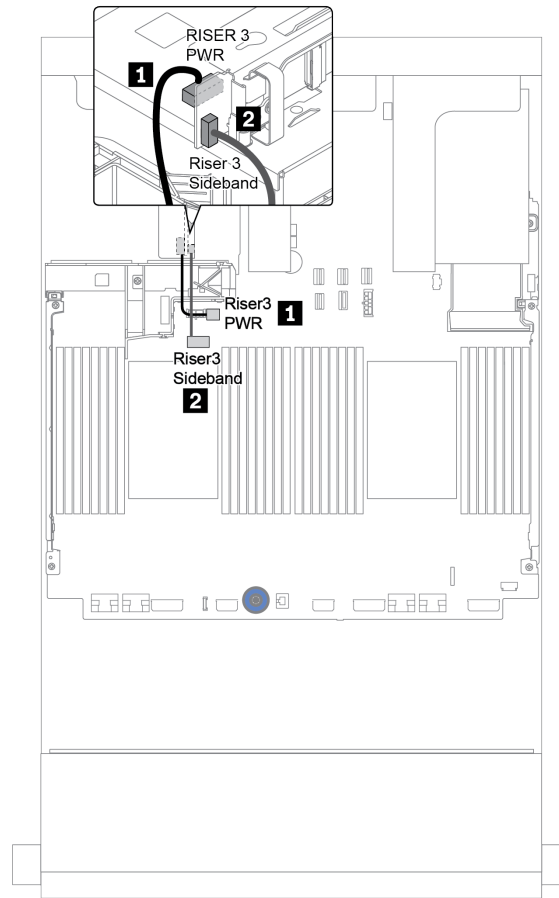 RISER 3
PWR
1
2
Riser 3
Sideband
Riser3
PWR
1
Riser3
Sideband
2